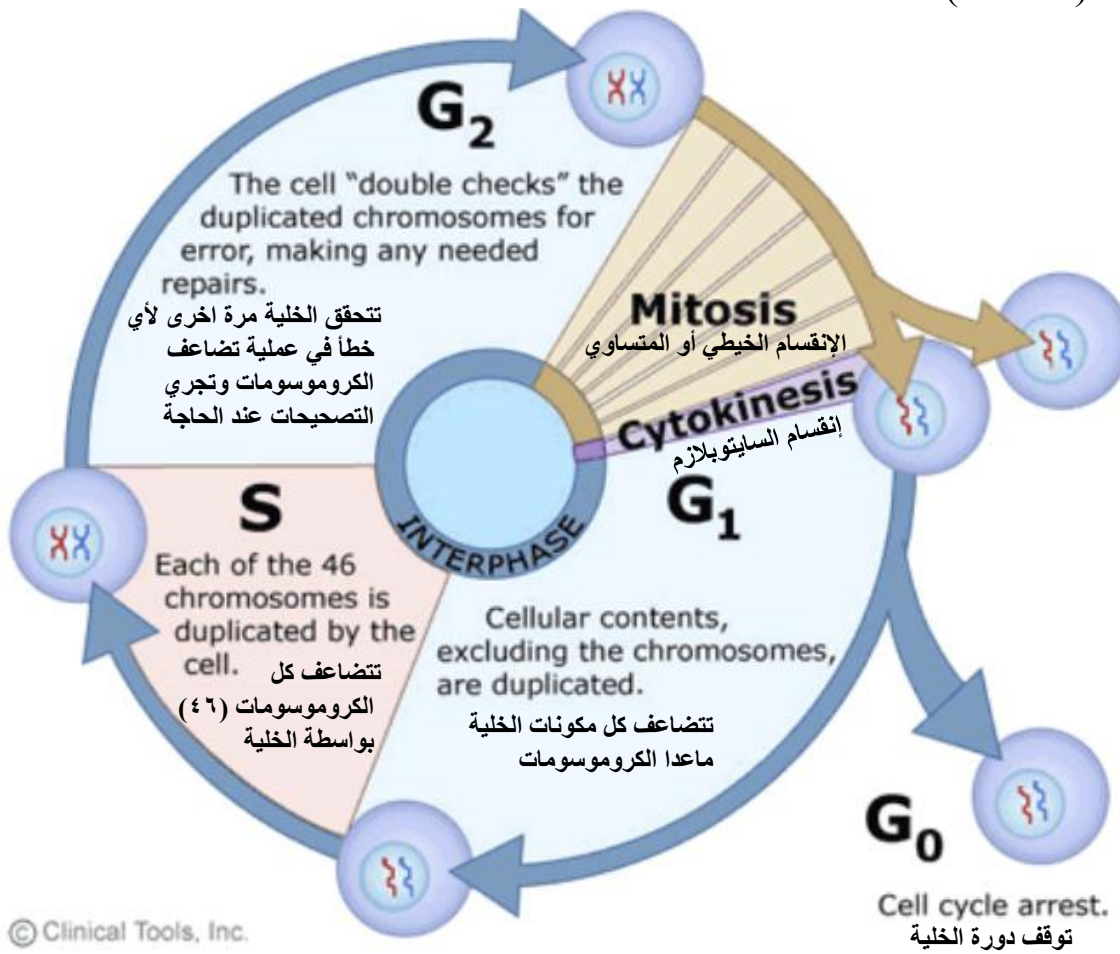 G2
The cell “double checks” the
duplicated chromosomes for
error, making any needed
repairs.
تتحقق الخلية مرة اخرى لأي
خطأ في عملية تضاعف
الكروموسومات وتجري
التصحيحات عند الحاجة
Mitosis
الإنقسام الخيطي أو المتساوي
Cytokinesis
إنقسام السايتوبلازم
G1
INTERPHASE
Cellular contents,
excluding the chromosomes,
are duplicated.
تتضاعف كل مكونات الخلية
ماعدا الكروموسومات
S
Each of the 46
chromosomes is
duplicated by the
cell.
تتضاعف كل
الكروموسومات (٤٦)
بواسطة الخلية
G0
Cell cycle arrest.
توقف دورة الخلية
© Clinical Tools, Inc.